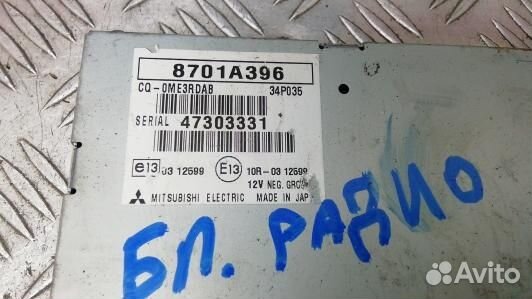 8701A396
CQ-0ME3RDAB 34P035
SERIAL 47303331
e13 03 12599 E13 10R-03 12599
12V NEG.
MITSUBISHI ELECTRIC MADE IN JAP
БЛ. РАДИО
Avito